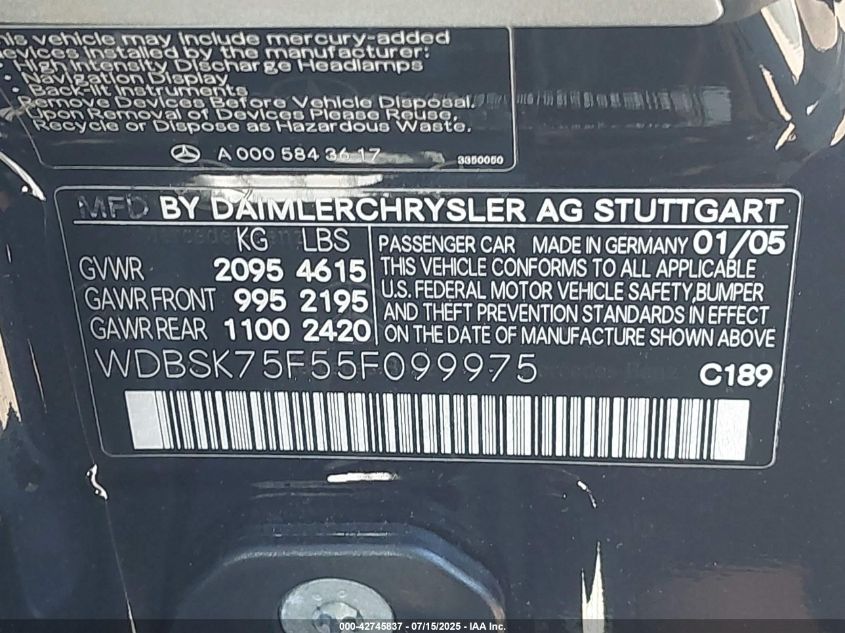 his vehicle may include mercury-added
devices installed by the manufacturer:
· High Intensity Discharge Headlamps
· Navigation Display
· Back-lit Instruments
Remove Devices Before Vehicle Disposal.
Upon Removal of Devices Please Reuse,
Recycle or Dispose as Hazardous Waste.
A 000 584 36 17 3350050
MFD BY DAIMLERCHRYSLER AG STUTTGART
KG LBS
GVWR 2095 4615
GAWR FRONT 995 2195
GAWR REAR 1100 2420
PASSENGER CAR MADE IN GERMANY 01/05
THIS VEHICLE CONFORMS TO ALL APPLICABLE
U.S. FEDERAL MOTOR VEHICLE SAFETY,BUMPER
AND THEFT PREVENTION STANDARDS IN EFFECT
ON THE DATE OF MANUFACTURE SHOWN ABOVE
WDBSK75F55F099975 C189
000-42745837 - 07/15/2025 - IAA Inc.